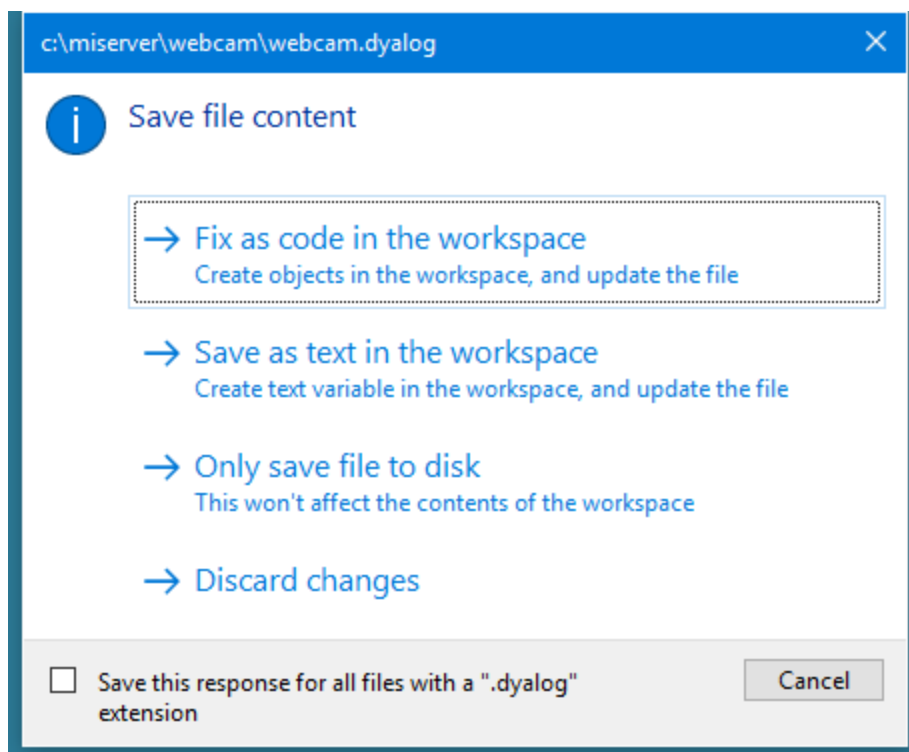 c:\miserver\webcam\webcam.dyalog
Save file content
Fix as code in the workspace
Create objects in the workspace, and update the file
Save as text in the workspace
Create text variable in the workspace, and update the file
Only save file to disk
This won't affect the contents of the workspace
Discard changes
Save this response for all files with a ".dyalog"
extension
Cancel